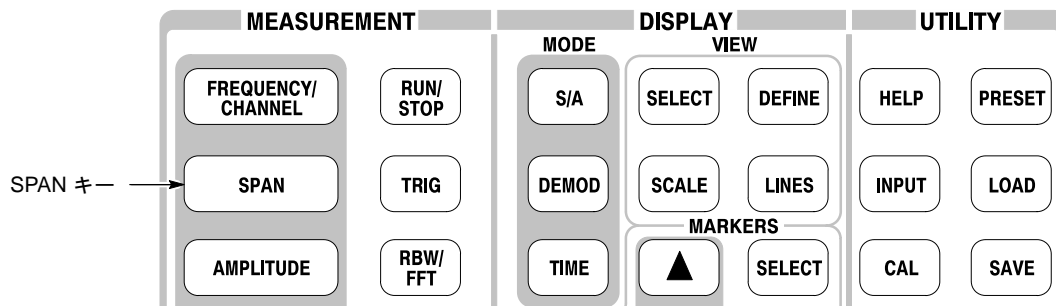 MEASUREMENT DISPLAY UTILITY
MODE VIEW
FREQUENCY/
CHANNEL
RUN/
STOP
S/A SELECT DEFINE HELP PRESET
SPAN キー SPAN TRIG DEMOD SCALE LINES INPUT LOAD
MARKERS
AMPLITUDE
RBW/
FFT
TIME ▲ SELECT CAL SAVE